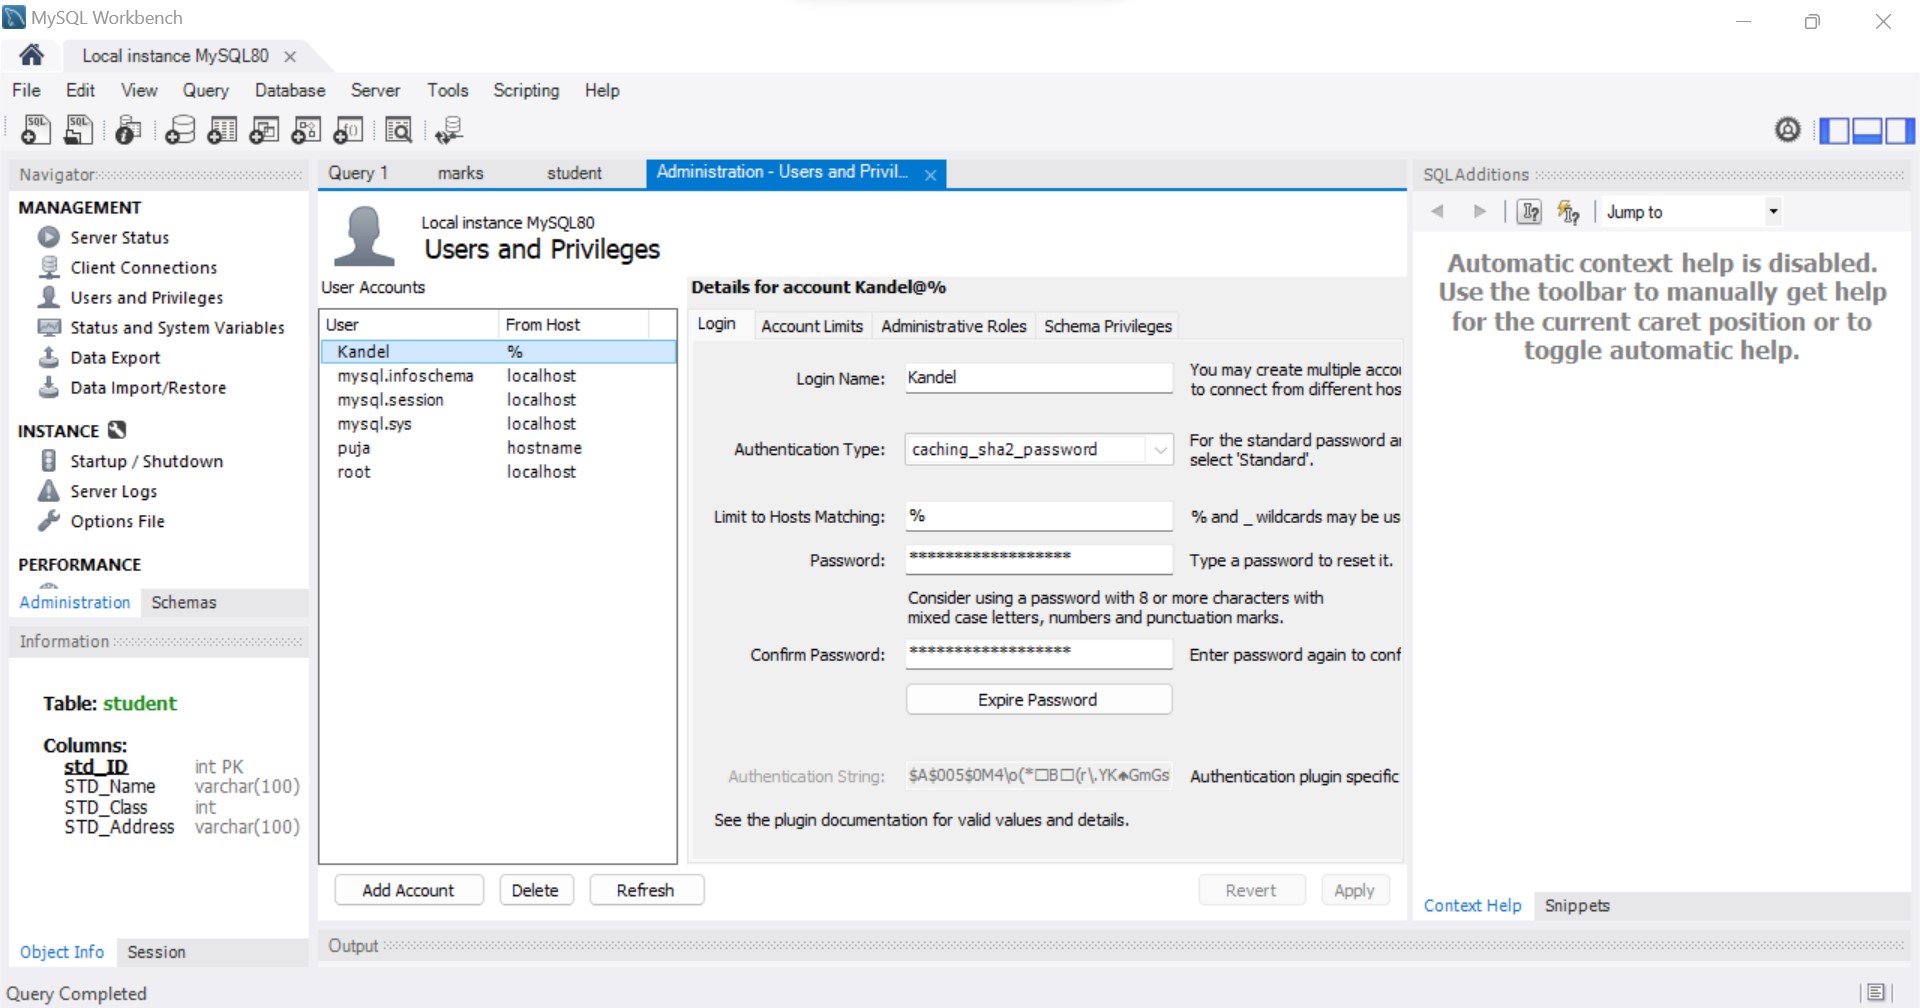 MySQL Workbench
Local instance MySQL80
File Edit View Query Database Server Tools Scripting Help
Navigator
MANAGEMENT
Server Status
Client Connections
Users and Privileges
Status and System Variables
Data Export
Data Import/Restore
INSTANCE
Startup / Shutdown
Server Logs
Options File
PERFORMANCE
Administration Schemas
Information
Table: student
Columns:
std_ID int PK
STD_Name varchar(100)
STD_Class int
STD_Address varchar(100)
Object Info Session
Query 1 marks student Administration - Users and Privil...
Local instance MySQL80
Users and Privileges
User Accounts
User From Host
Kandel %
mysql.infoschema localhost
mysql.session localhost
mysql.sys localhost
puja hostname
root localhost
Add Account Delete Refresh
Details for account Kandel@%
Login Account Limits Administrative Roles Schema Privileges
Login Name: Kandel
You may create multiple
to connect from different
Authentication Type: caching_sha2_password
For the standard password
select 'Standard'.
Limit to Hosts Matching: %
% and _ wildcards may be
Password: ******************
Type a password to reset it.
Consider using a password with 8 or more characters with
mixed case letters, numbers and punctuation marks.
Confirm Password: ******************
Enter password again to
Expire Password
Authentication String:
Authentication plugin specific
See the plugin documentation for valid values and details.
Revert Apply
Output
SQLAdditions
Jump to
Automatic context help is disabled.
Use the toolbar to manually get help
for the current caret position or to
toggle automatic help.
Context Help Snippets
Query Completed